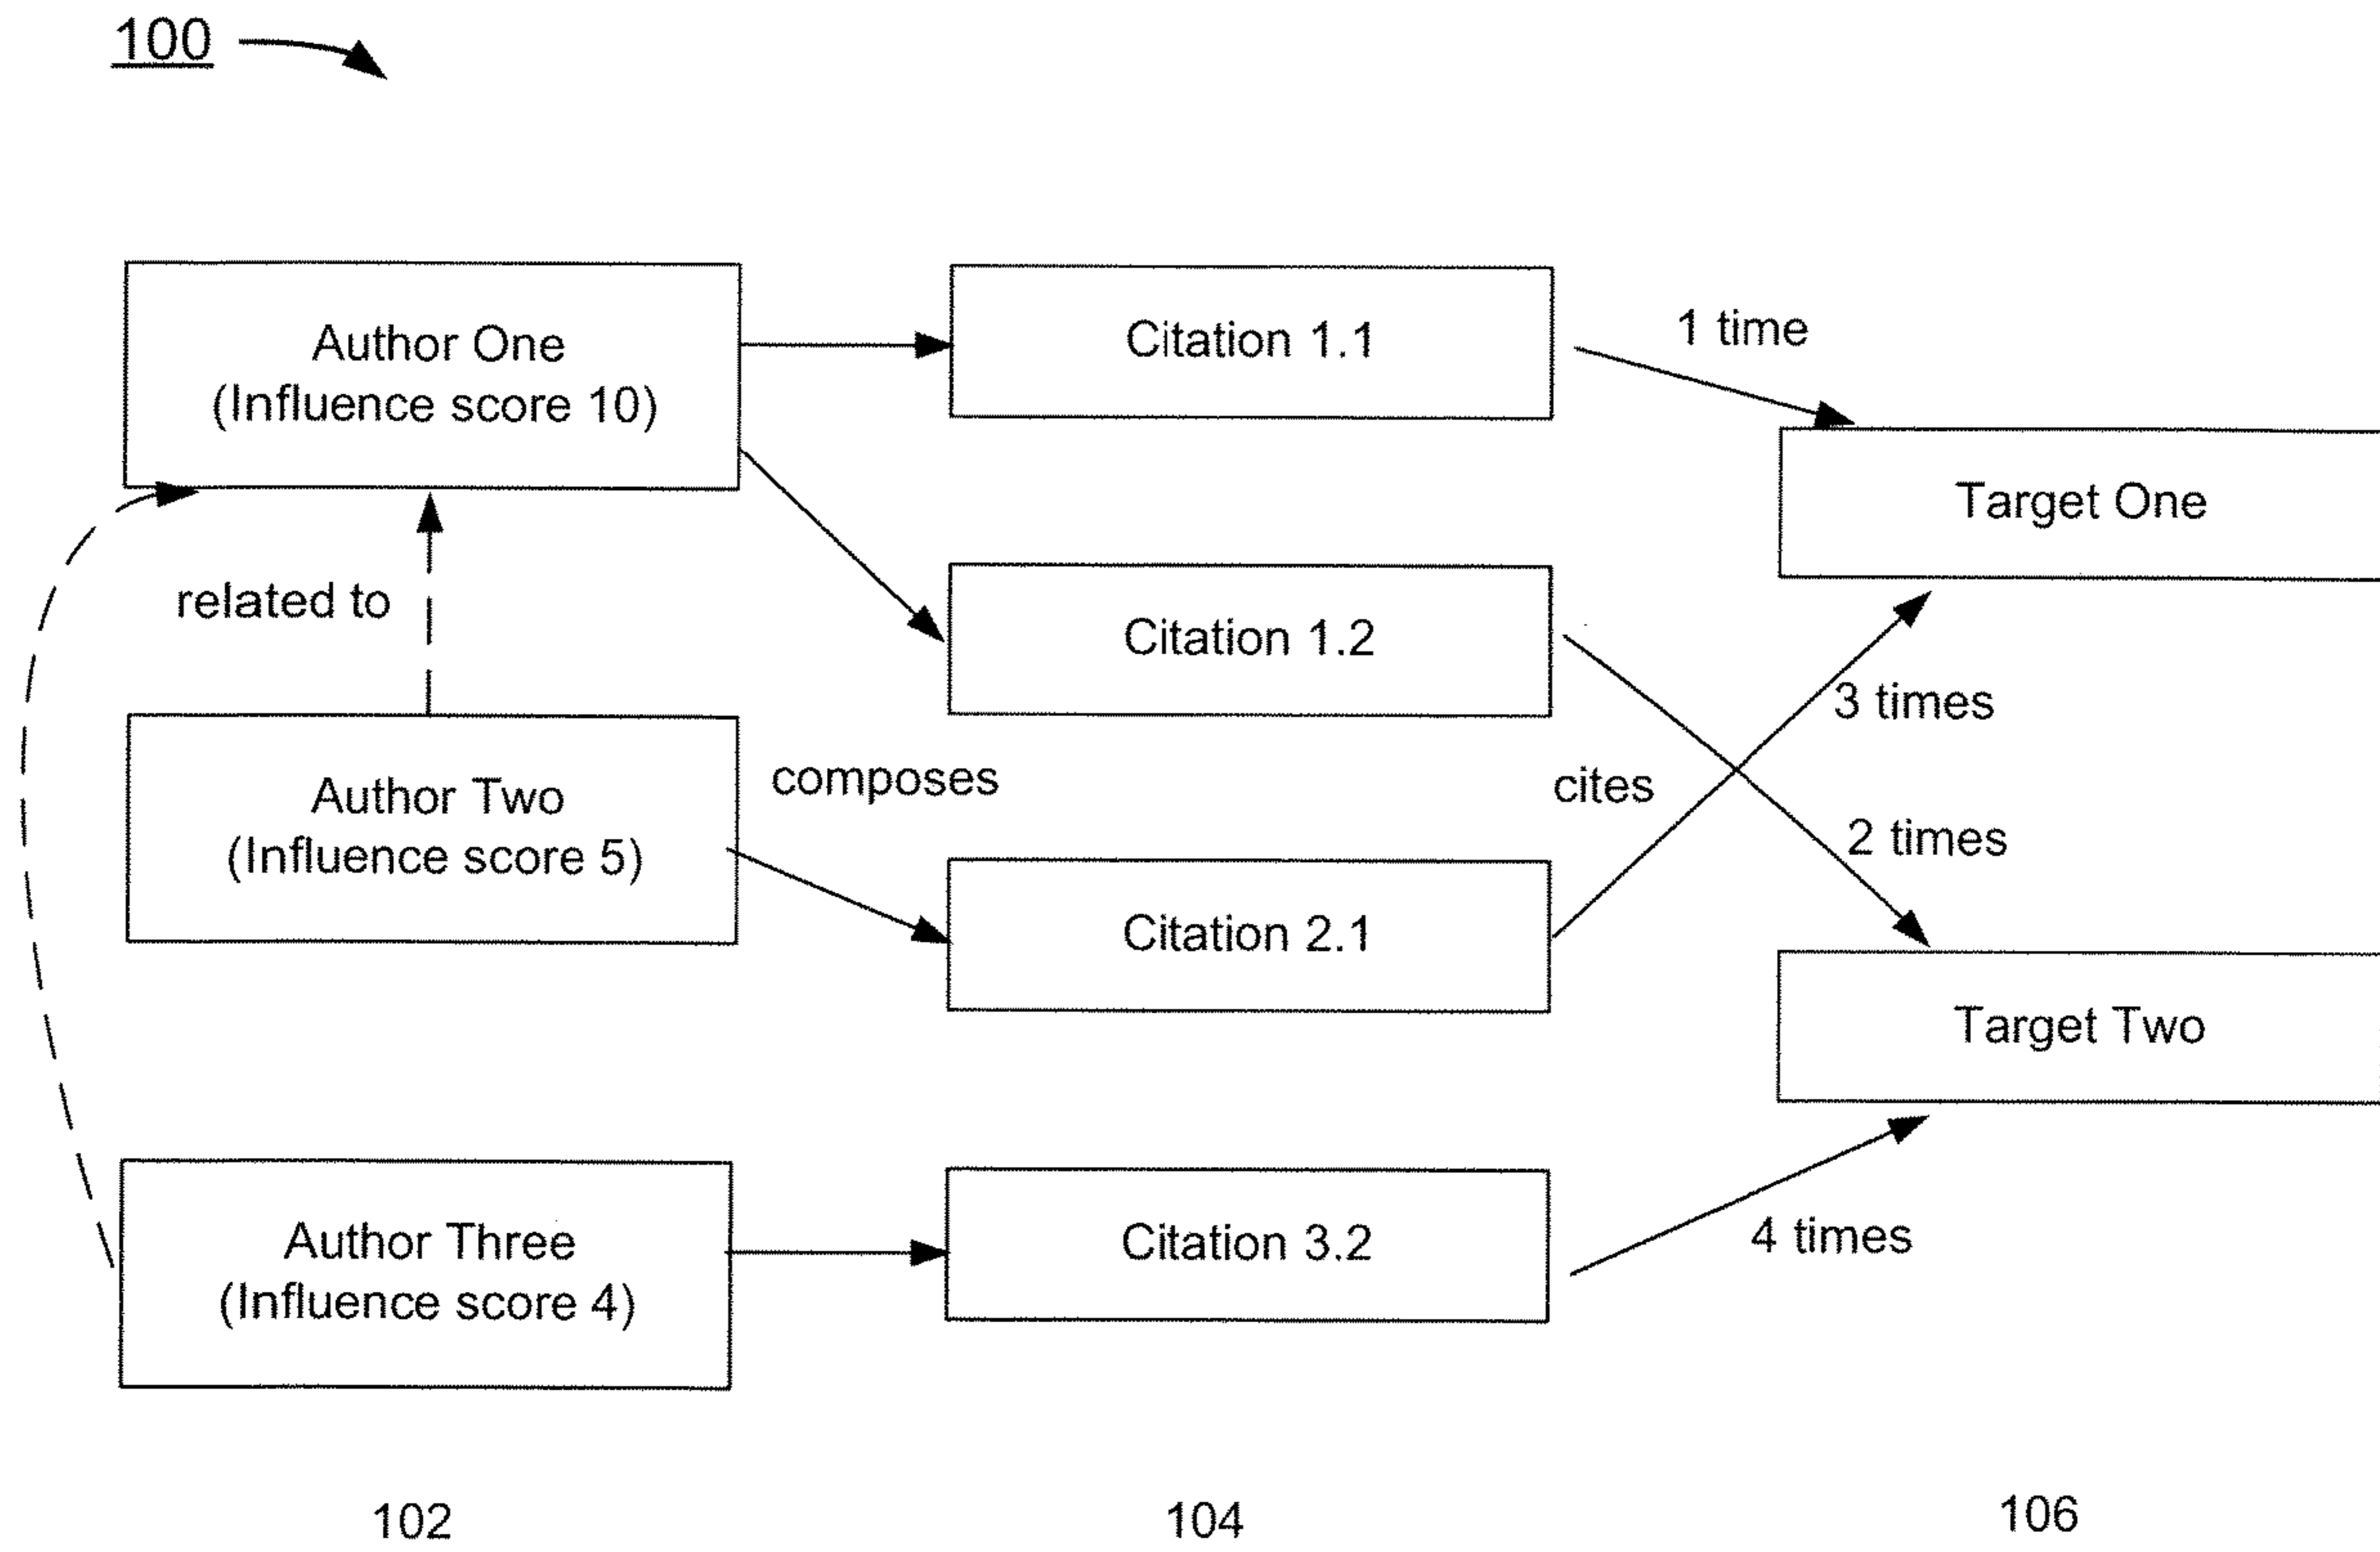 100
Author One
(Influence score 10)
Citation 1.1
1 time
Target One
related to
Citation 1.2
3 times
composes
cites
Author Two
(Influence score 5)
2 times
Citation 2.1
Target Two
Author Three
(Influence score 4)
Citation 3.2
4 times
102
104
106